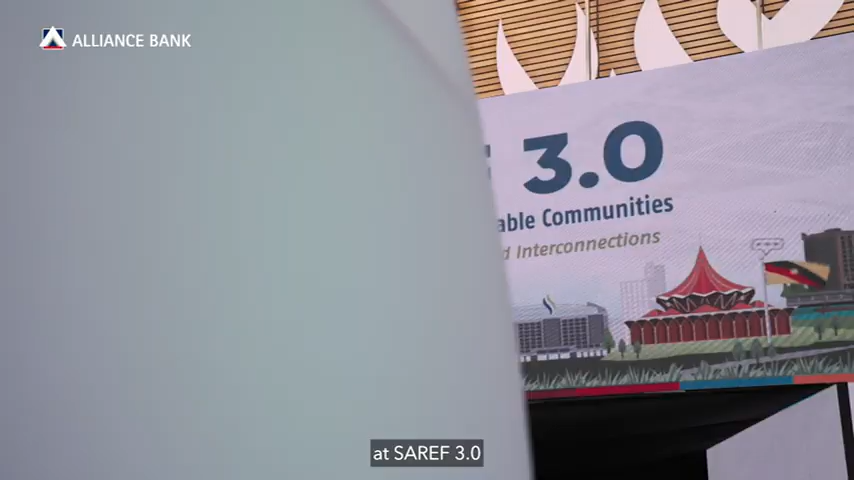 ALLIANCE BANK
3.0
able Communities
d Interconnections
at SAREF 3.0